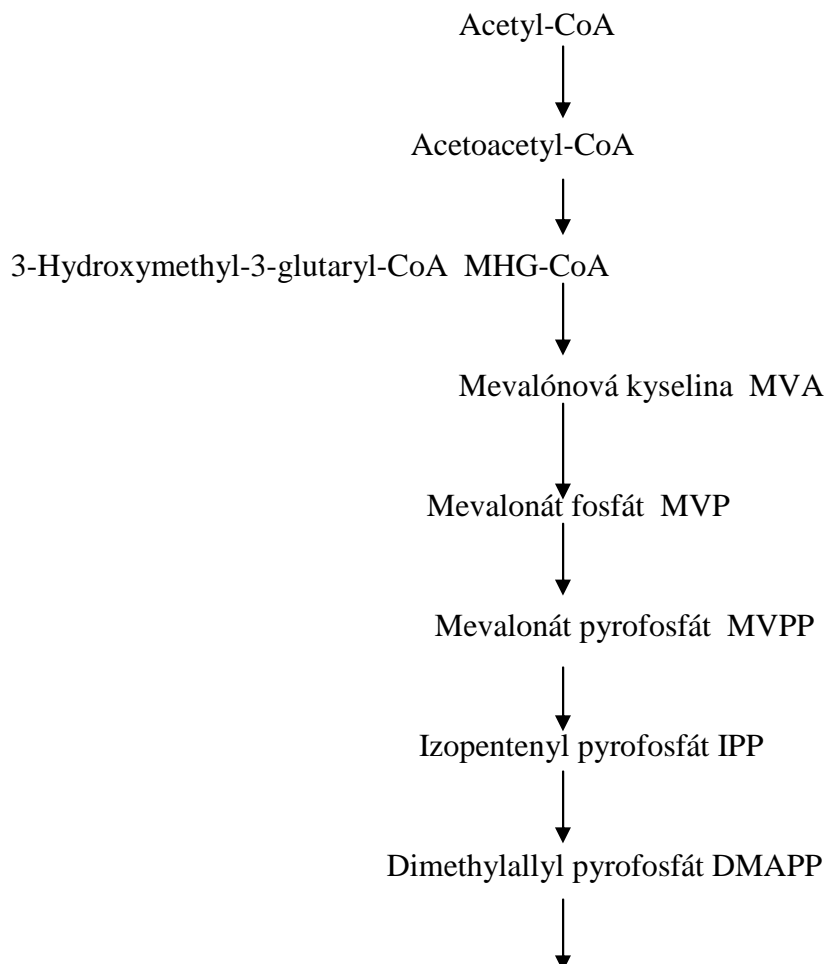 Acetyl-CoA
Acetoacetyl-CoA
3-Hydroxymethyl-3-glutaryl-CoA  MHG-CoA
Mevalónová kyselina  MVA
Mevalonát fosfát  MVP
Mevalonát pyrofosfát  MVPP
Izopentenyl pyrofosfát IPP
Dimethylallyl pyrofosfát DMAPP